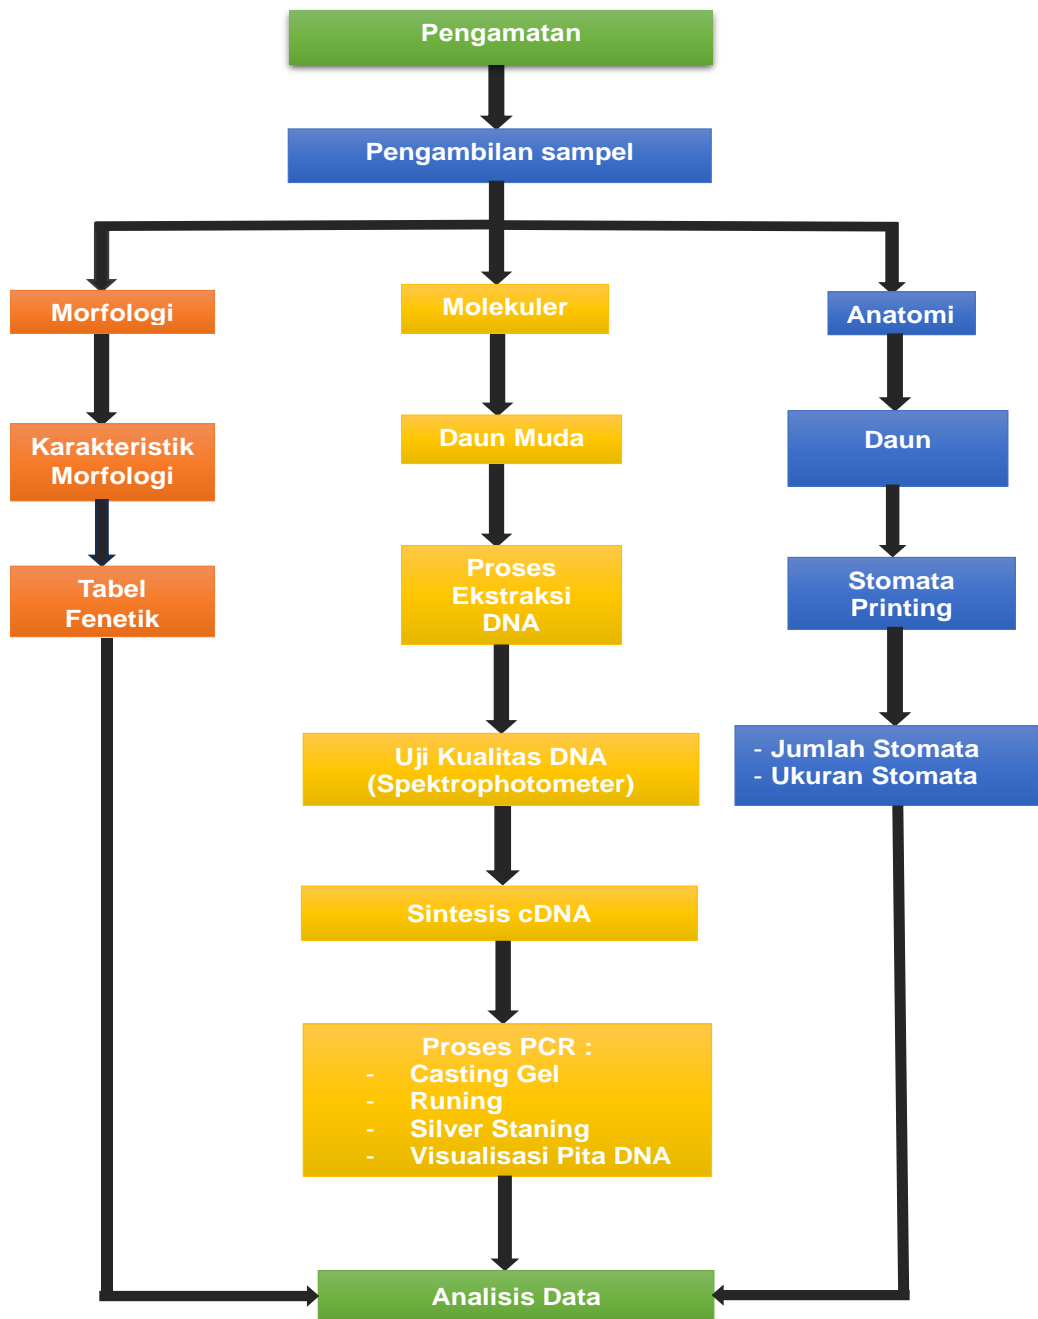 Pengamatan
Pengambilan sampel
Morfologi
Molekuler
Anatomi
Karakteristik
Morfologi
Daun Muda
Daun
Tabel
Fenetik
Proses
Ekstraksi
DNA
Stomata
Printing
Uji Kualitas DNA
(Spektrophotometer)
- Jumlah Stomata
- Ukuran Stomata
Sintesis cDNA
Proses PCR :
- Casting Gel
- Runing
- Silver Staning
- Visualisasi Pita DNA
Analisis Data